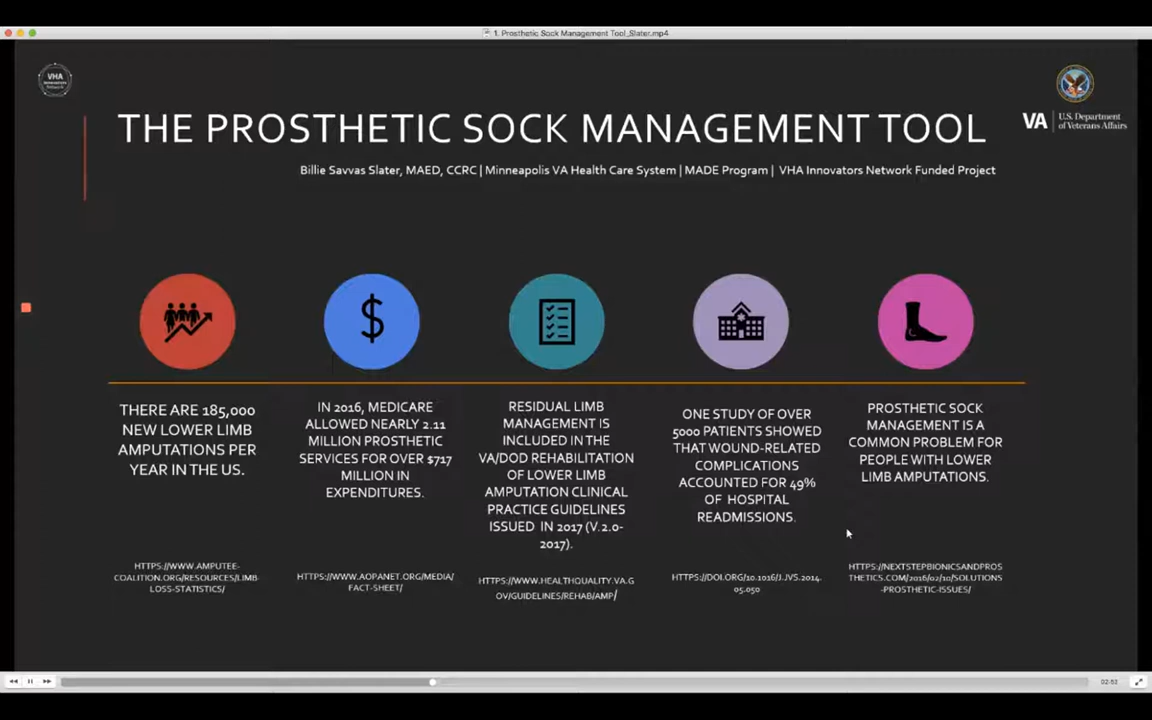 1. Prosthetic Sock Management Tool_Slater.mp4
VHA
Innovators
Network
THE PROSTHETIC SOCK MANAGEMENT TOOL
VA | U.S. Department
of Veterans Affairs
Billie Savvas Slater, MAED, CCRC | Minneapolis VA Health Care System | MADE Program | VHA Innovators Network Funded Project
THERE ARE 185,000
NEW LOWER LIMB
AMPUTATIONS PER
YEAR IN THE US.
HTTPS://WWW.AMPUTEE-
COALITION.ORG/RESOURCES/LIMB-
LOSS-STATISTICS/
IN 2016, MEDICARE
ALLOWED NEARLY 2.11
MILLION PROSTHETIC
SERVICES FOR OVER $717
MILLION IN
EXPENDITURES.
HTTPS://WWW.AOPANET.ORG/MEDIA/
FACT-SHEET/
RESIDUAL LIMB
MANAGEMENT IS
INCLUDED IN THE
VA/DOD REHABILITATION
OF LOWER LIMB
AMPUTATION CLINICAL
PRACTICE GUIDELINES
ISSUED IN 2017 (V.2.0-
2017).
HTTPS://WWW.HEALTHQUALITY.VA.G
OV/GUIDELINES/REHAB/AMP/
ONE STUDY OF OVER
5000 PATIENTS SHOWED
THAT WOUND-RELATED
COMPLICATIONS
ACCOUNTED FOR 49%
OF HOSPITAL
READMISSIONS.
HTTPS://DOI.ORG/10.1016/J.JVS.2014.
05.050
PROSTHETIC SOCK
MANAGEMENT IS A
COMMON PROBLEM FOR
PEOPLE WITH LOWER
LIMB AMPUTATIONS.
HTTPS://NEXTSTEPBIONICSANDPROS
THETICS.COM/2016/02/10/SOLUTIONS
-PROSTHETIC-ISSUES/
02:53